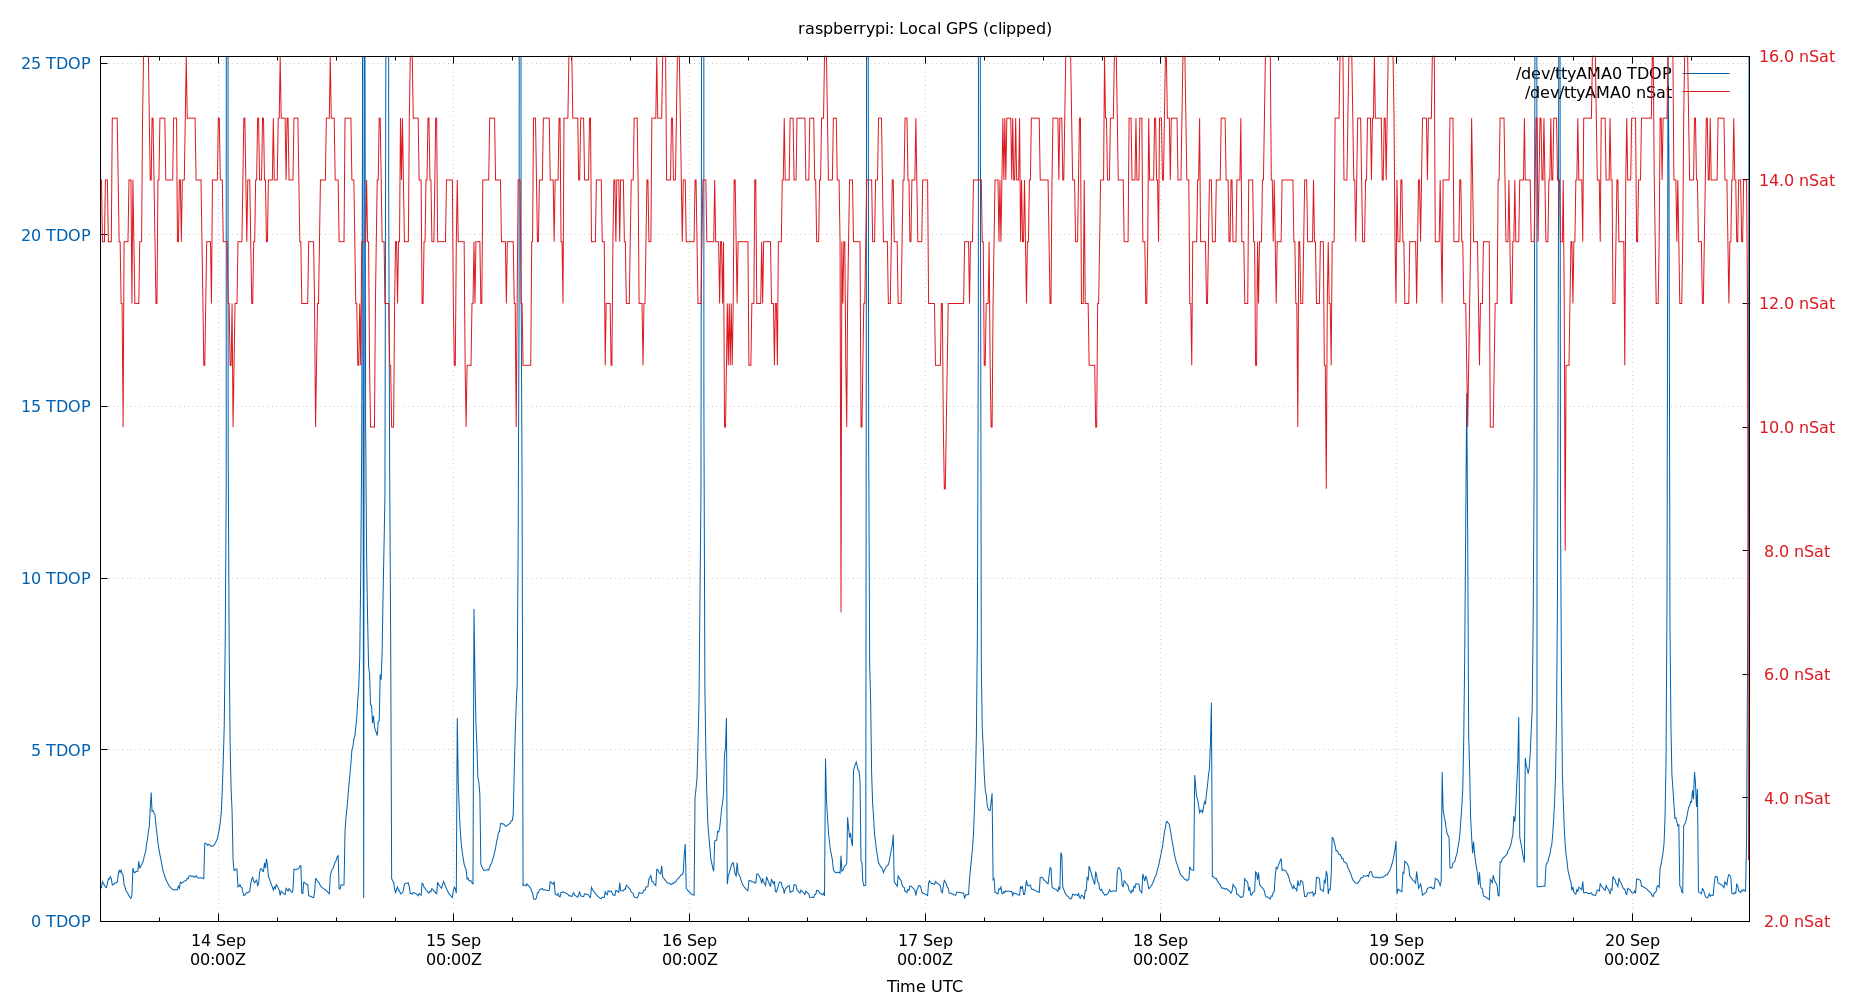 raspberrypi: Local GPS (clipped)
25 TDOP
20 TDOP
15 TDOP
10 TDOP
5 TDOP
0 TDOP
16.0 nSat
14.0 nSat
12.0 nSat
10.0 nSat
8.0 nSat
6.0 nSat
4.0 nSat
2.0 nSat
/dev/ttyAMA0 TDOP
/dev/ttyAMA0 nSat
14 Sep
00:00Z
15 Sep
00:00Z
16 Sep
00:00Z
17 Sep
00:00Z
18 Sep
00:00Z
19 Sep
00:00Z
20 Sep
00:00Z
Time UTC